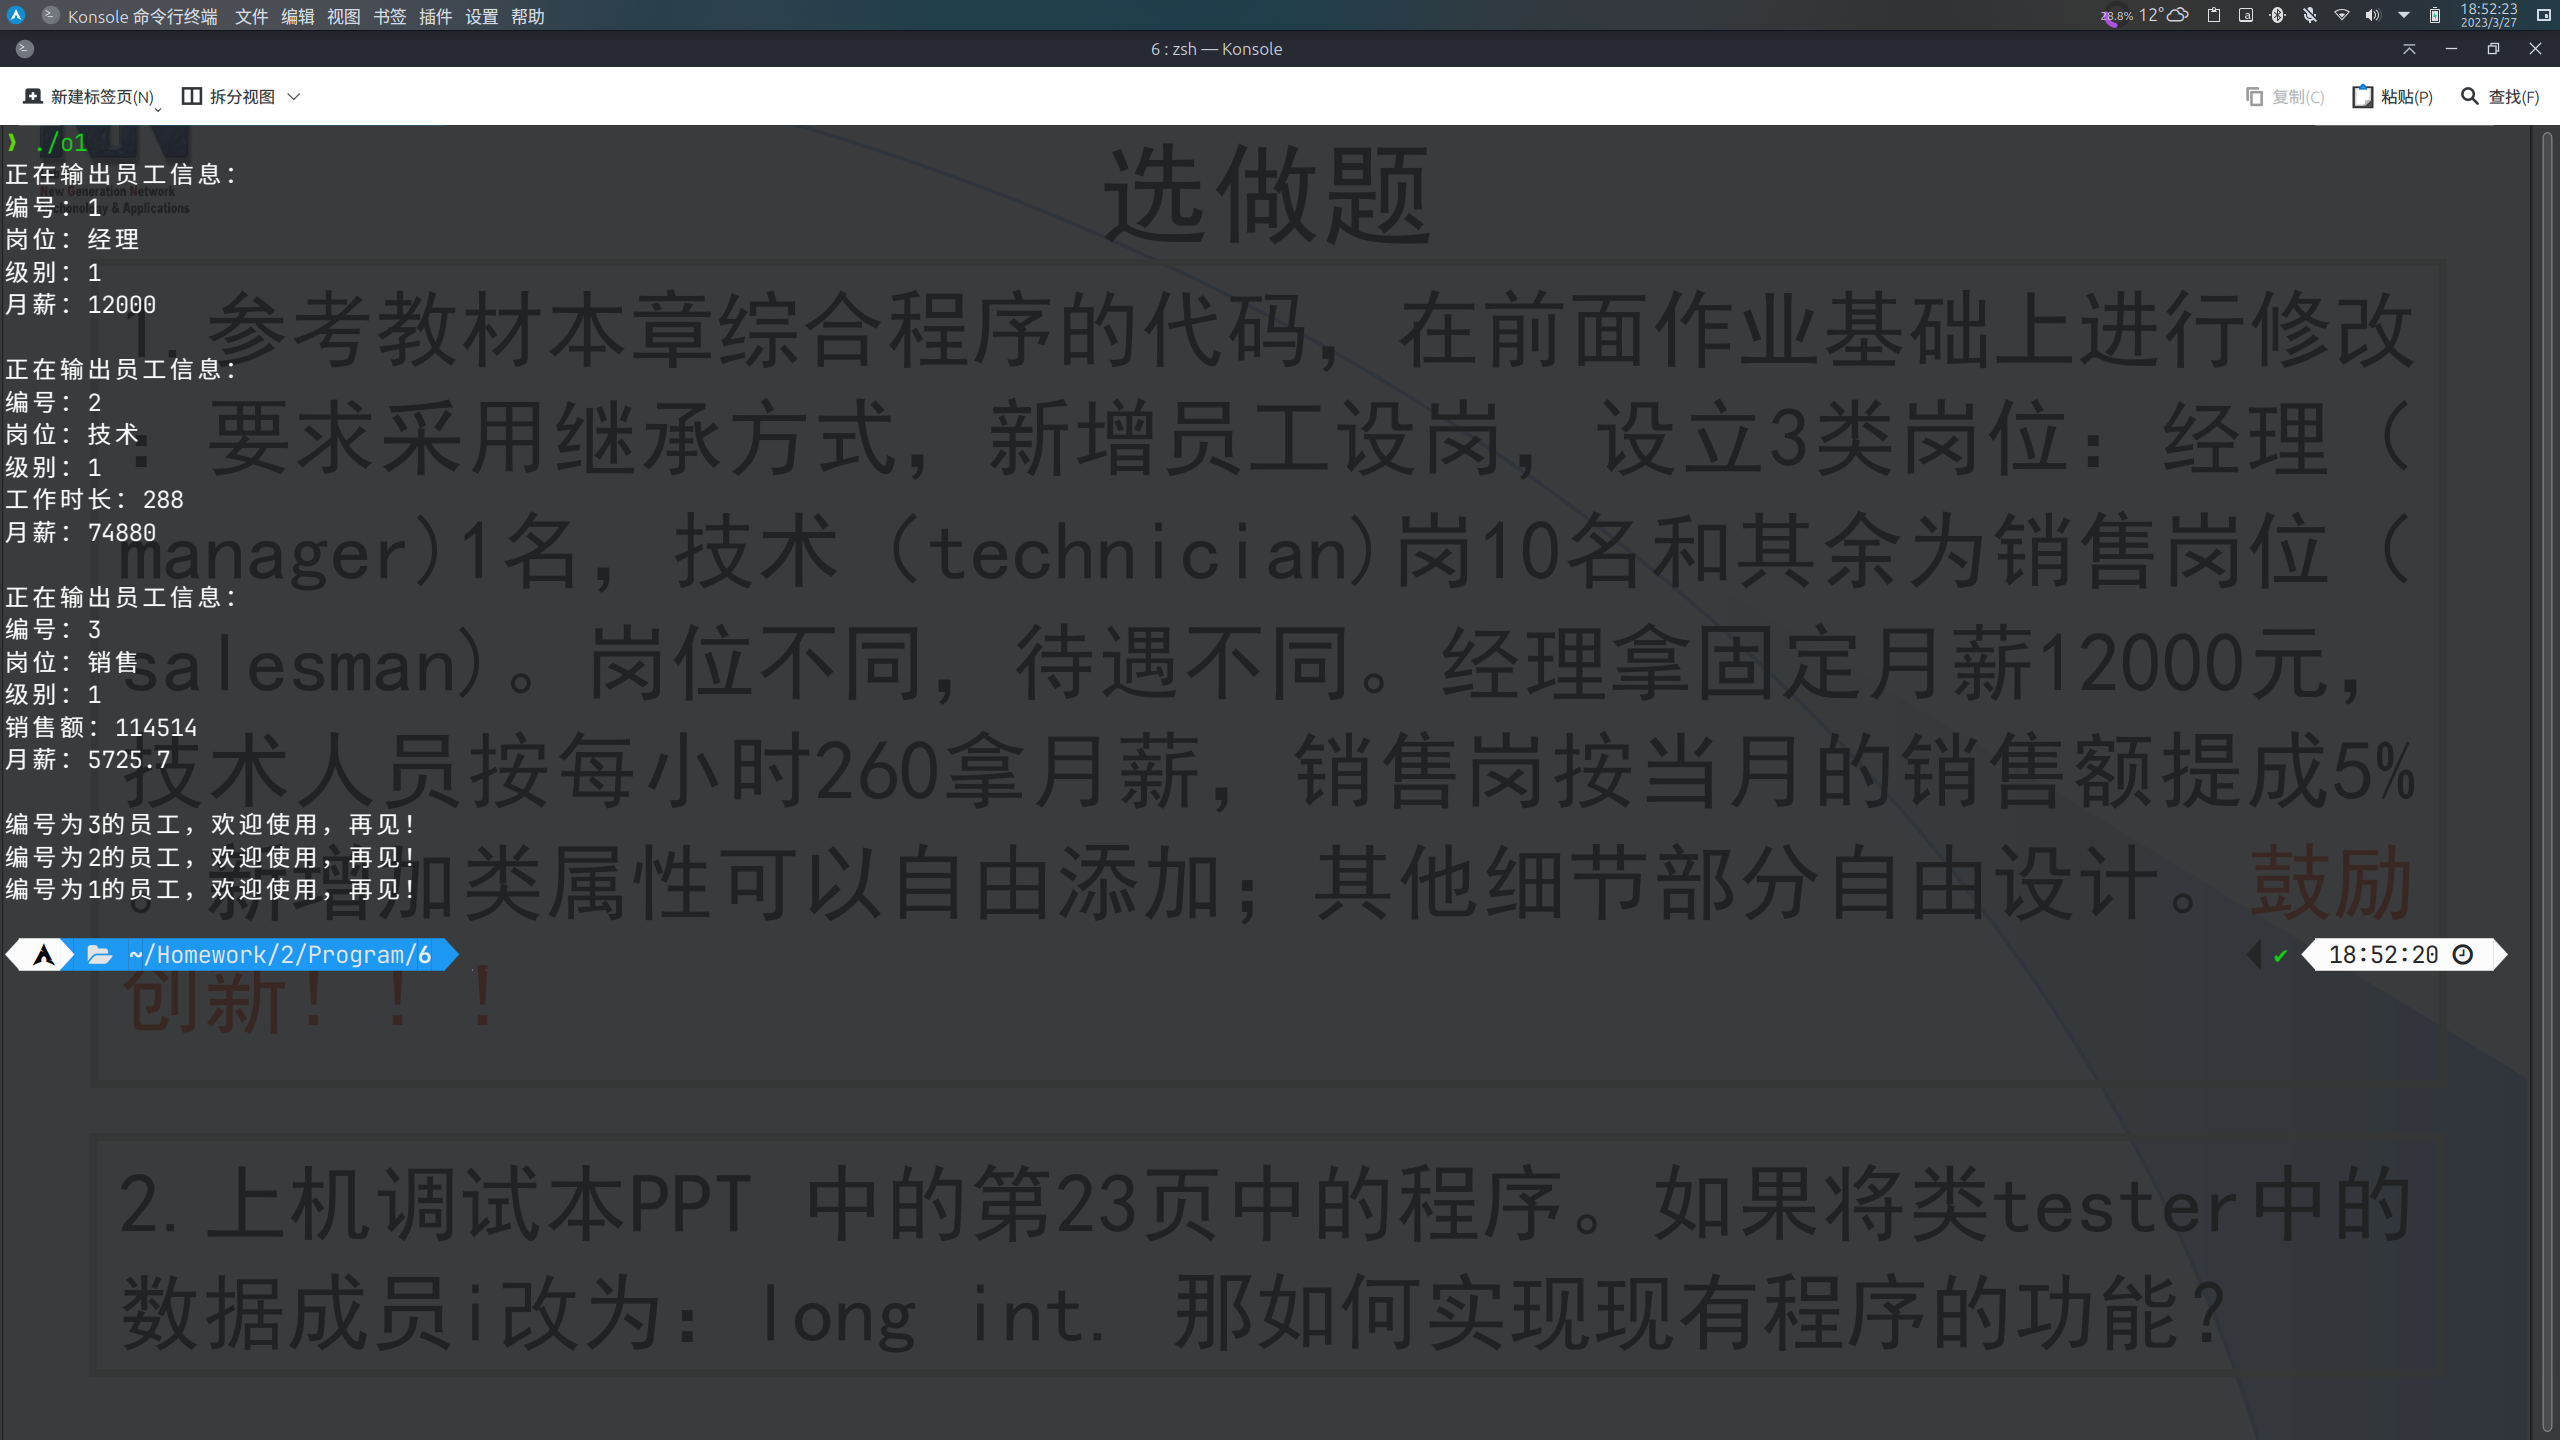 Konsole 命令行终端 文件 编辑 视图 书签 插件 设置 帮助
28.8% 12° 18:52:23
2023/3/27
6 : zsh — Konsole
新建标签页(N) 拆分视图 复制(C) 粘贴(P) 查找(F)
./o1
正在输出员工信息：
编号：1
岗位：经理
级别：1
月薪：12000
正在输出员工信息：
编号：2
岗位：技术
级别：1
工作时长：288
月薪：74880
正在输出员工信息：
编号：3
岗位：销售
级别：1
销售额：114514
月薪：5725.7
编号为3的员工，欢迎使用，再见！
编号为2的员工，欢迎使用，再见！
编号为1的员工，欢迎使用，再见！
~/Homework/2/Program/6 ✔ 18:52:20
New Generation Network
Technology & Applications
选做题
1.参考教材本章综合程序的代码，在前面作业基础上进行修改
：要求采用继承方式，新增员工设岗，设立3类岗位：经理（
manager)1名，技术（technician)岗10名和其余为销售岗位（
salesman)。岗位不同，待遇不同。经理拿固定月薪12000元，
技术人员按每小时260拿月薪，销售岗按当月的销售额提成5%
。新增加类属性可以自由添加；其他细节部分自由设计。鼓励
创新！！！
2.上机调试本PPT 中的第23页中的程序。如果将类tester中的
数据成员i改为：long int. 那如何实现现有程序的功能？